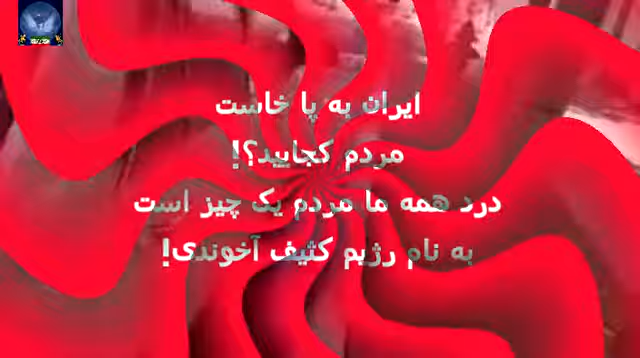 ایران به پا خاست
مردم کجایید؟!
درد همه ما مردم یک چیز است
به نام رژیم کثیف آخوندی!